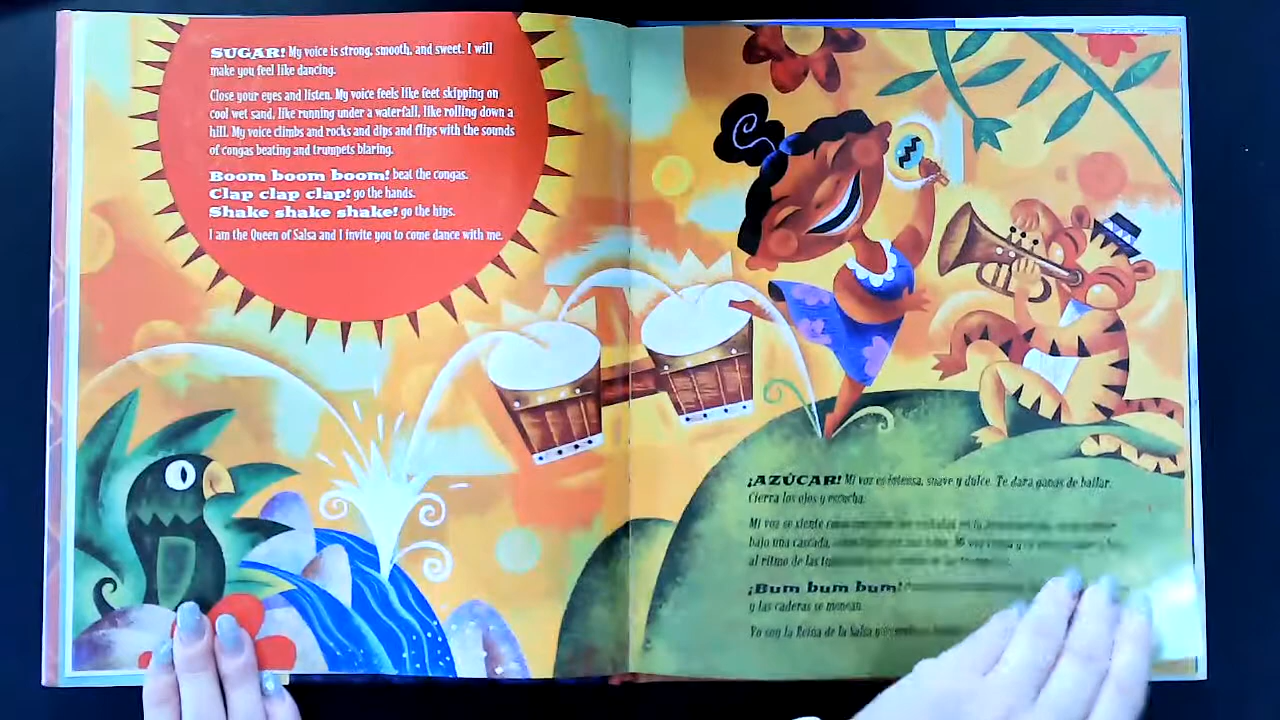 SUGAR! My voice is strong, smooth, and sweet. I will
make you feel like dancing.
Close your eyes and listen. My voice feels like feet skipping on
cool wet sand, like running under a waterfall, like rolling down a
hill. My voice climbs and rocks and dips and flips with the sounds
of congas beating and trumpets blaring.
Boom boom boom! beat the congas.
Clap clap clap! go the hands.
Shake shake shake! go the hips.
I am the Queen of Salsa and I invite you to come dance with me.
¡AZÚCAR! Mi voz es intensa, suave y dulce. Te dará ganas de bailar.
Cierra los ojos y escucha.
Mi voz se siente
bajo una cascada,
al ritmo de las
¡Bum bum bum!
y las caderas se menean.
Yo soy la Reina de la Salsa